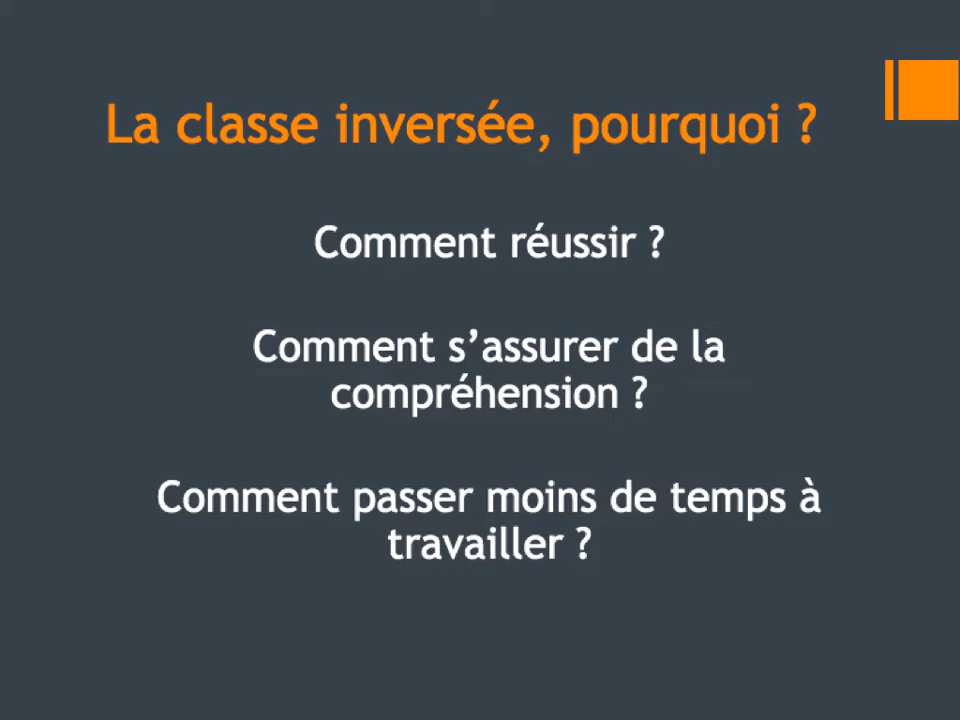 La classe inversée, pourquoi ?
Comment réussir ?
Comment s’assurer de la
compréhension ?
Comment passer moins de temps à
travailler ?